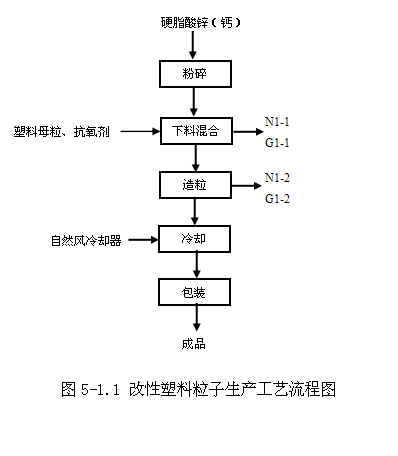 硬脂酸锌（钙）
粉碎
塑料母粒、抗氧剂
下料混合
N1-1
G1-1
造粒
N1-2
G1-2
自然风冷却器
冷却
包装
成品
图 5-1.1 改性塑料粒子生产工艺流程图